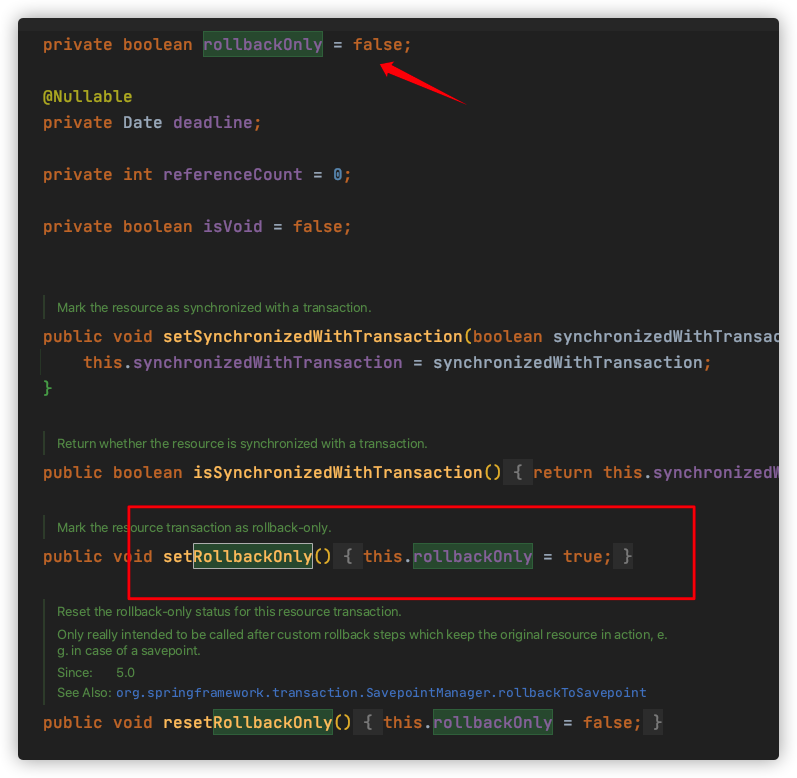 private boolean rollbackOnly = false;
@Nullable
private Date deadline;
private int referenceCount = 0;
private boolean isVoid = false;
Mark the resource as synchronized with a transaction.
public void setSynchronizedWithTransaction(boolean synchronizedWithTransac
this.synchronizedWithTransaction = synchronizedWithTransaction;
}
Return whether the resource is synchronized with a transaction.
public boolean isSynchronizedWithTransaction() { return this.synchronizedW
Mark the resource transaction as rollback-only.
public void setRollbackOnly() { this.rollbackOnly = true; }
Reset the rollback-only status for this resource transaction.
Only really intended to be called after custom rollback steps which keep the original resource in action, e.
g. in case of a savepoint.
Since: 5.0
See Also: org.springframework.transaction.SavepointManager.rollbackToSavepoint
public void resetRollbackOnly() { this.rollbackOnly = false; }